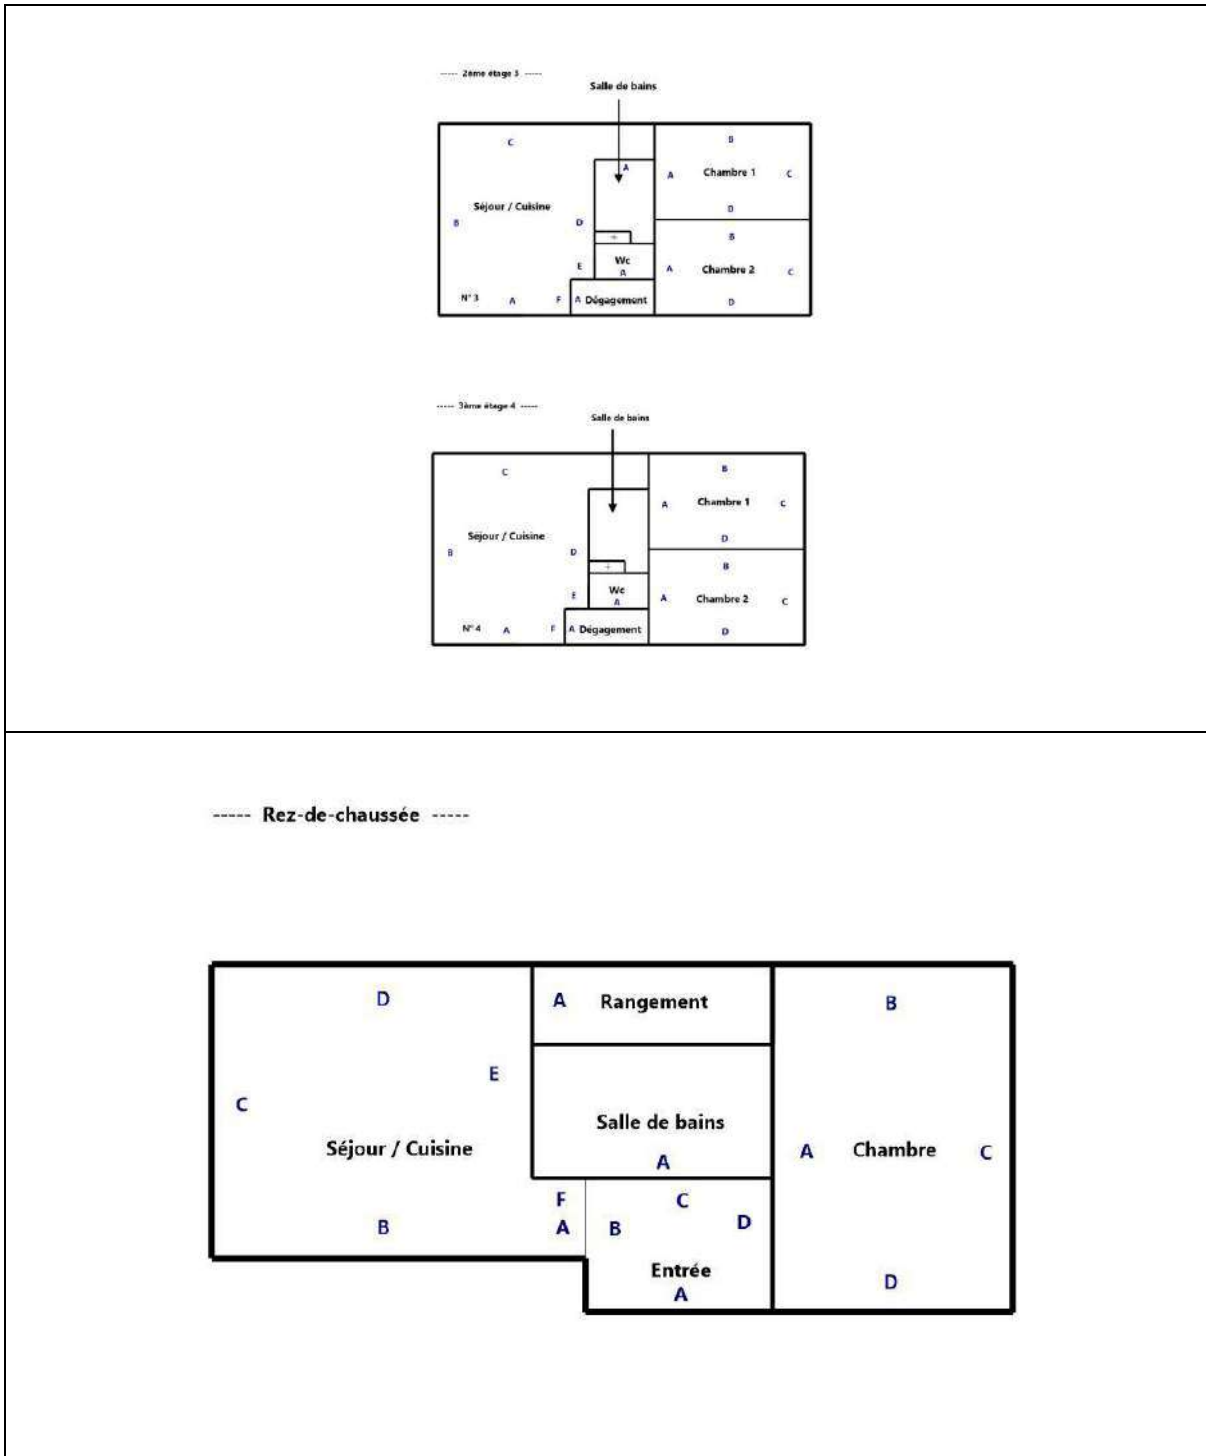 ----- 2ème étage 3 -----
Salle de bains
C
B
A
A
Chambre 1
C
Séjour / Cuisine
D
B
D
B
E
Wc
A
A
Chambre 2
C
N° 3
A
F
A Dégagement
D
----- 3ème étage 4 -----
Salle de bains
C
B
A
Chambre 1
C
Séjour / Cuisine
D
B
D
B
E
Wc
A
A
Chambre 2
C
N° 4
A
F
A Dégagement
D
----- Rez-de-chaussée -----
D
A
Rangement
B
E
C
Salle de bains
Séjour / Cuisine
A
Chambre
C
A
F
C
B
A
B
D
Entrée
D
A